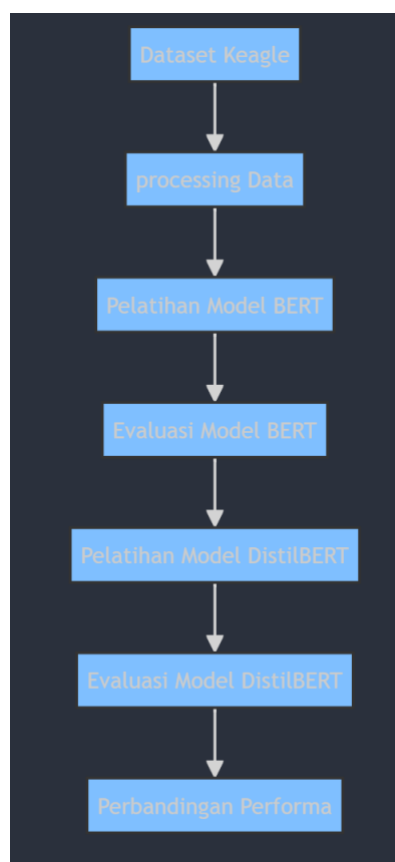 Dataset Keagle
processing Data
Pelatihan Model BERT
Evaluasi Model BERT
Pelatihan Model DistilBERT
Evaluasi Model DistilBERT
Perbandingan Performa